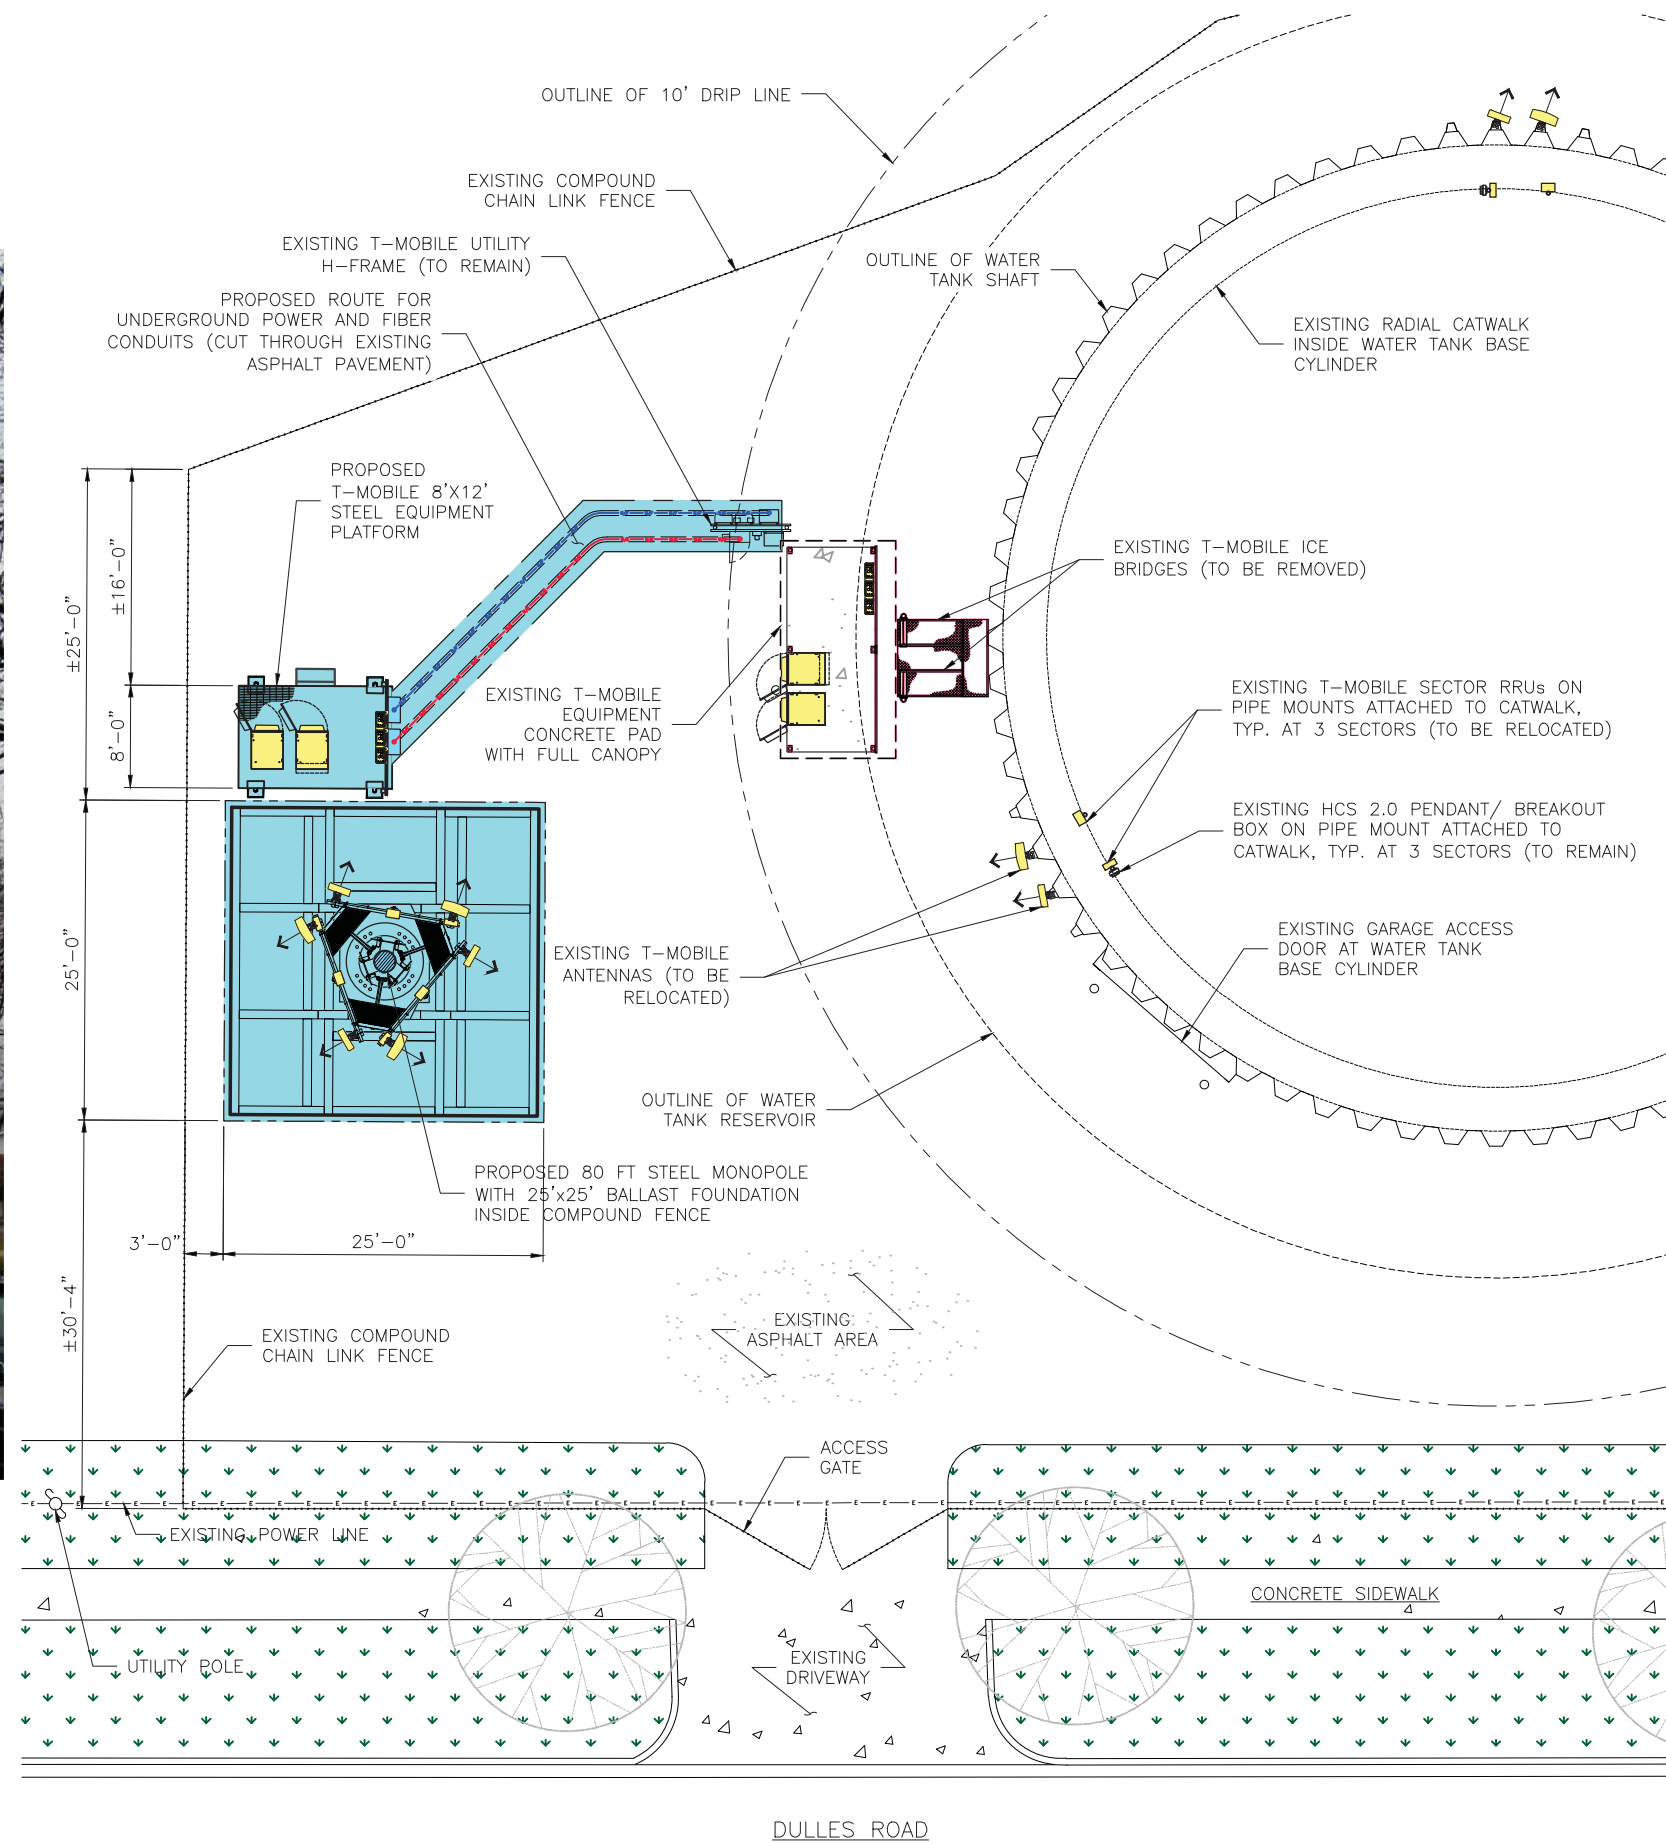 OUTLINE OF 10' DRIP LINE
EXISTING COMPOUND
CHAIN LINK FENCE
EXISTING T-MOBILE UTILITY
H-FRAME (TO REMAIN)
PROPOSED ROUTE FOR
UNDERGROUND POWER AND FIBER
CONDUITS (CUT THROUGH EXISTING
ASPHALT PAVEMENT)
OUTLINE OF WATER
TANK SHAFT
EXISTING RADIAL CATWALK
INSIDE WATER TANK BASE
CYLINDER
PROPOSED
T-MOBILE 8'X12'
STEEL EQUIPMENT
PLATFORM
±16'-0"
±25'-0"
8'-0"
EXISTING T-MOBILE ICE
BRIDGES (TO BE REMOVED)
EXISTING T-MOBILE
EQUIPMENT
CONCRETE PAD
WITH FULL CANOPY
EXISTING T-MOBILE SECTOR RRUs ON
PIPE MOUNTS ATTACHED TO CATWALK,
TYP. AT 3 SECTORS (TO BE RELOCATED)
EXISTING HCS 2.0 PENDANT/ BREAKOUT
BOX ON PIPE MOUNT ATTACHED TO
CATWALK, TYP. AT 3 SECTORS (TO REMAIN)
25'-0"
EXISTING T-MOBILE
ANTENNAS (TO BE
RELOCATED)
EXISTING GARAGE ACCESS
DOOR AT WATER TANK
BASE CYLINDER
OUTLINE OF WATER
TANK RESERVOIR
PROPOSED 80 FT STEEL MONOPOLE
WITH 25'x25' BALLAST FOUNDATION
INSIDE COMPOUND FENCE
3'-0"
25'-0"
±30'-4"
EXISTING COMPOUND
CHAIN LINK FENCE
EXISTING
ASPHALT AREA
ACCESS
GATE
E E E E E E E E E E E E E E E E E E E E E E E E E E E E E E E E E E E E E E E E E E E E E E E E E E E E E E E E E
EXISTING POWER LINE
CONCRETE SIDEWALK
UTILITY POLE
EXISTING
DRIVEWAY
DULLES ROAD